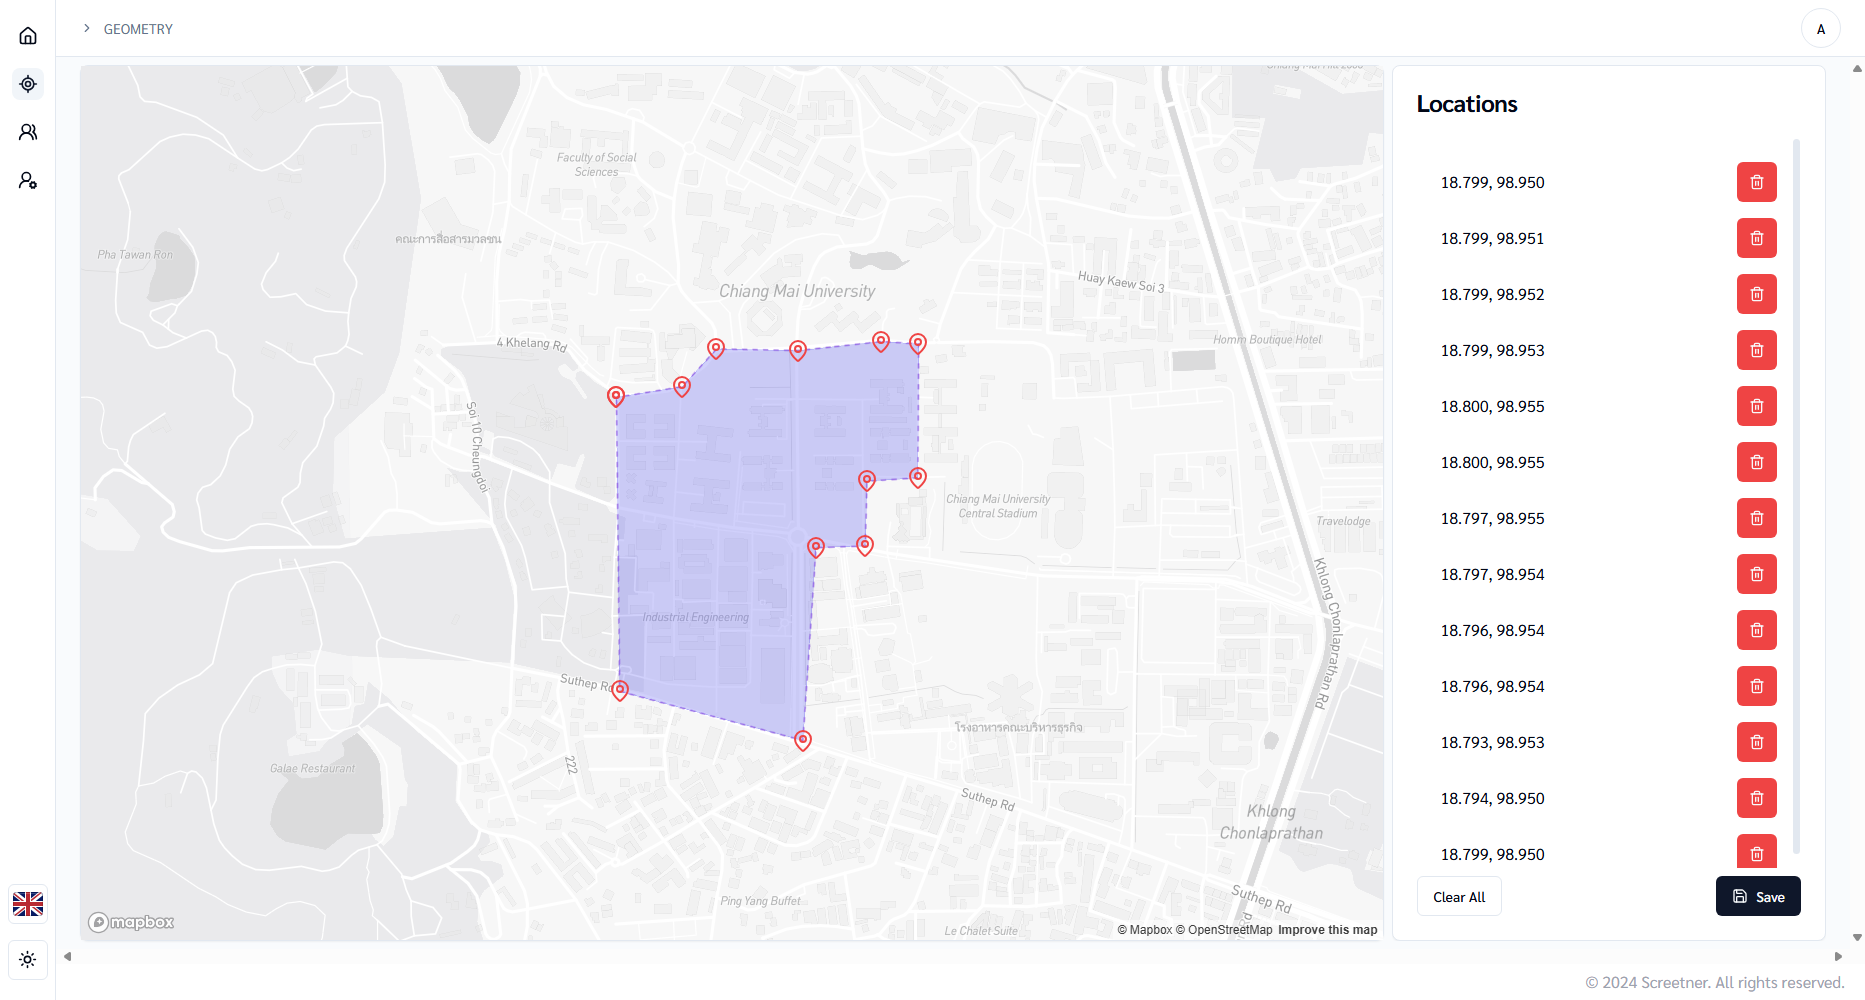 GEOMETRY
A
Faculty of Social
Sciences
คณะการสื่อสารมวลชน
Pha Tawan Ron
Chiang Mai University
Huay Kaew Soi 3
4 Khelang Rd
Homm Boutique Hotel
Soi 10 Cheungdoi
Chiang Mai University
Central Stadium
Travelodge
Khlong Chonlaprathan Rd
Industrial Engineering
Suthep Rd
โรงอาหารคณะบริหารธุรกิจ
222
Galae Restaurant
Suthep Rd
Khlong
Chonlaprathan
Suthep Rd
Rd
Ping Yang Buffet
Le Chalet Suite
mapbox
© Mapbox © OpenStreetMap Improve this map
Locations
18.799, 98.950
18.799, 98.951
18.799, 98.952
18.799, 98.953
18.800, 98.955
18.800, 98.955
18.797, 98.955
18.797, 98.954
18.796, 98.954
18.796, 98.954
18.793, 98.953
18.794, 98.950
18.799, 98.950
Clear All
Save
© 2024 Screetner. All rights reserved.